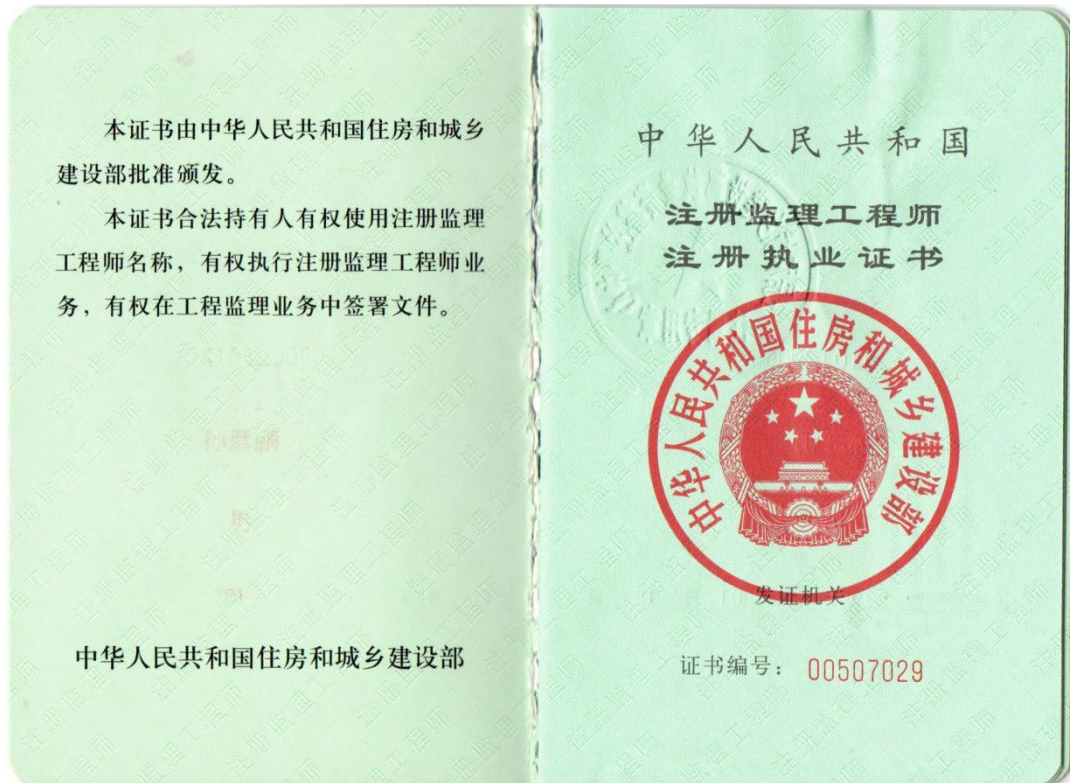 本证书由中华人民共和国住房和城乡
建设部批准颁发。
本证书合法持有人有权使用注册监理
工程师名称，有权执行注册监理工程师业
务，有权在工程监理业务中签署文件。
中华人民共和国住房和城乡建设部
中华人民共和国
注册监理工程师
注册执业证书
中华人民共和国住房和城乡建设部
发证机关
证书编号： 00507029